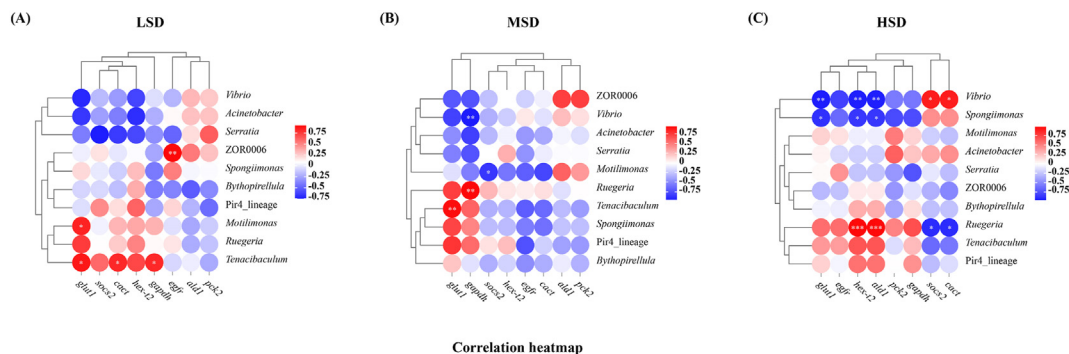 (A)
LSD
Vibrio
Acinetobacter
Serratia
ZOR0006
Spongiimonas
Bythopirellula
Pir4_lineage
Motilimonas
Ruegeria
Tenacibaculum
glut1
socs2
cact
hex-t2
gapdh
egfr
ald1
pck2
0.75
0.5
0.25
0
−0.25
−0.5
−0.75
**
*
* * *
(B)
MSD
ZOR0006
Vibrio
Acinetobacter
Serratia
Motilimonas
Ruegeria
Tenacibaculum
Spongiimonas
Pir4_lineage
Bythopirellula
glut1
gapdh
socs2
hex-t2
egfr
cact
ald1
pck2
0.75
0.5
0.25
0
−0.25
−0.5
−0.75
**
*
**
**
(C)
HSD
Vibrio
Spongiimonas
Motilimonas
Acinetobacter
Serratia
ZOR0006
Bythopirellula
Ruegeria
Tenacibaculum
Pir4_lineage
glut1
egfr
hex-t2
ald1
pck2
gapdh
socs2
cact
0.75
0.5
0.25
0
−0.25
−0.5
−0.75
** ** ** * *
* * *
*** *** * *
Correlation heatmap